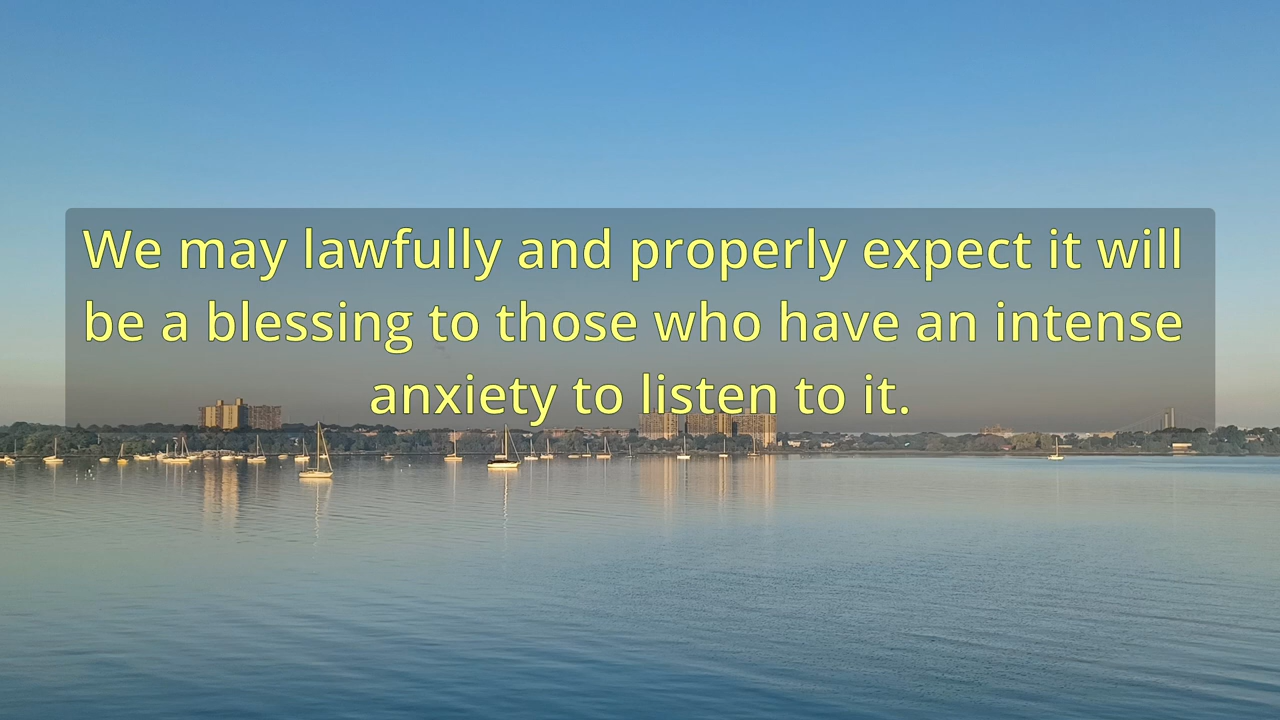 We may lawfully and properly expect it will
be a blessing to those who have an intense
anxiety to listen to it.